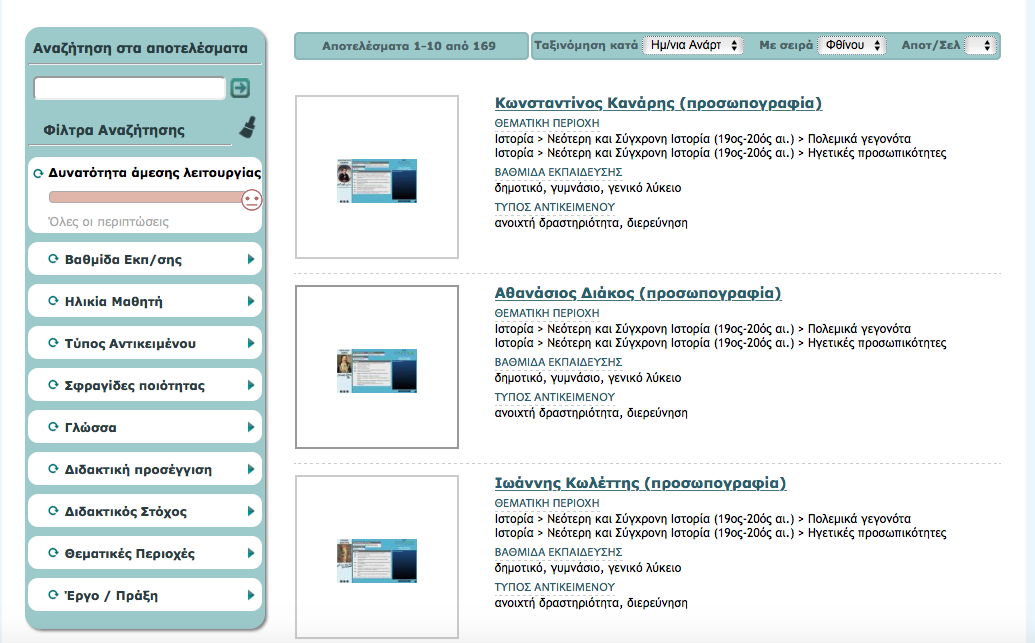 Αναζήτηση στα αποτελέσματα
Φίλτρα Αναζήτησης
Δυνατότητα άμεσης λειτουργίας
Όλες οι περιπτώσεις
Βαθμίδα Εκπ/σης
Ηλικία Μαθητή
Τύπος Αντικειμένου
Σφραγίδες ποιότητας
Γλώσσα
Διδακτική προσέγγιση
Διδακτικός Στόχος
Θεματικές Περιοχές
Έργο / Πράξη
Αποτελέσματα 1-10 από 169
Ταξινόμηση κατά Ημ/νια Ανάρτ Με σειρά Φθίνου Αποτ/Σελ
Κωνσταντίνος Κανάρης (προσωπογραφία)
ΘΕΜΑΤΙΚΗ ΠΕΡΙΟΧΗ
Ιστορία > Νεότερη και Σύγχρονη Ιστορία (19ος-20ός αι.) > Πολεμικά γεγονότα
Ιστορία > Νεότερη και Σύγχρονη Ιστορία (19ος-20ός αι.) > Ηγετικές προσωπικότητες
ΒΑΘΜΙΔΑ ΕΚΠΑΙΔΕΥΣΗΣ
δημοτικό, γυμνάσιο, γενικό λύκειο
ΤΥΠΟΣ ΑΝΤΙΚΕΙΜΕΝΟΥ
ανοιχτή δραστηριότητα, διερεύνηση
Αθανάσιος Διάκος (προσωπογραφία)
ΘΕΜΑΤΙΚΗ ΠΕΡΙΟΧΗ
Ιστορία > Νεότερη και Σύγχρονη Ιστορία (19ος-20ός αι.) > Πολεμικά γεγονότα
Ιστορία > Νεότερη και Σύγχρονη Ιστορία (19ος-20ός αι.) > Ηγετικές προσωπικότητες
ΒΑΘΜΙΔΑ ΕΚΠΑΙΔΕΥΣΗΣ
δημοτικό, γυμνάσιο, γενικό λύκειο
ΤΥΠΟΣ ΑΝΤΙΚΕΙΜΕΝΟΥ
ανοιχτή δραστηριότητα, διερεύνηση
Ιωάννης Κωλέττης (προσωπογραφία)
ΘΕΜΑΤΙΚΗ ΠΕΡΙΟΧΗ
Ιστορία > Νεότερη και Σύγχρονη Ιστορία (19ος-20ός αι.) > Πολεμικά γεγονότα
Ιστορία > Νεότερη και Σύγχρονη Ιστορία (19ος-20ός αι.) > Ηγετικές προσωπικότητες
ΒΑΘΜΙΔΑ ΕΚΠΑΙΔΕΥΣΗΣ
δημοτικό, γυμνάσιο, γενικό λύκειο
ΤΥΠΟΣ ΑΝΤΙΚΕΙΜΕΝΟΥ
ανοιχτή δραστηριότητα, διερεύνηση